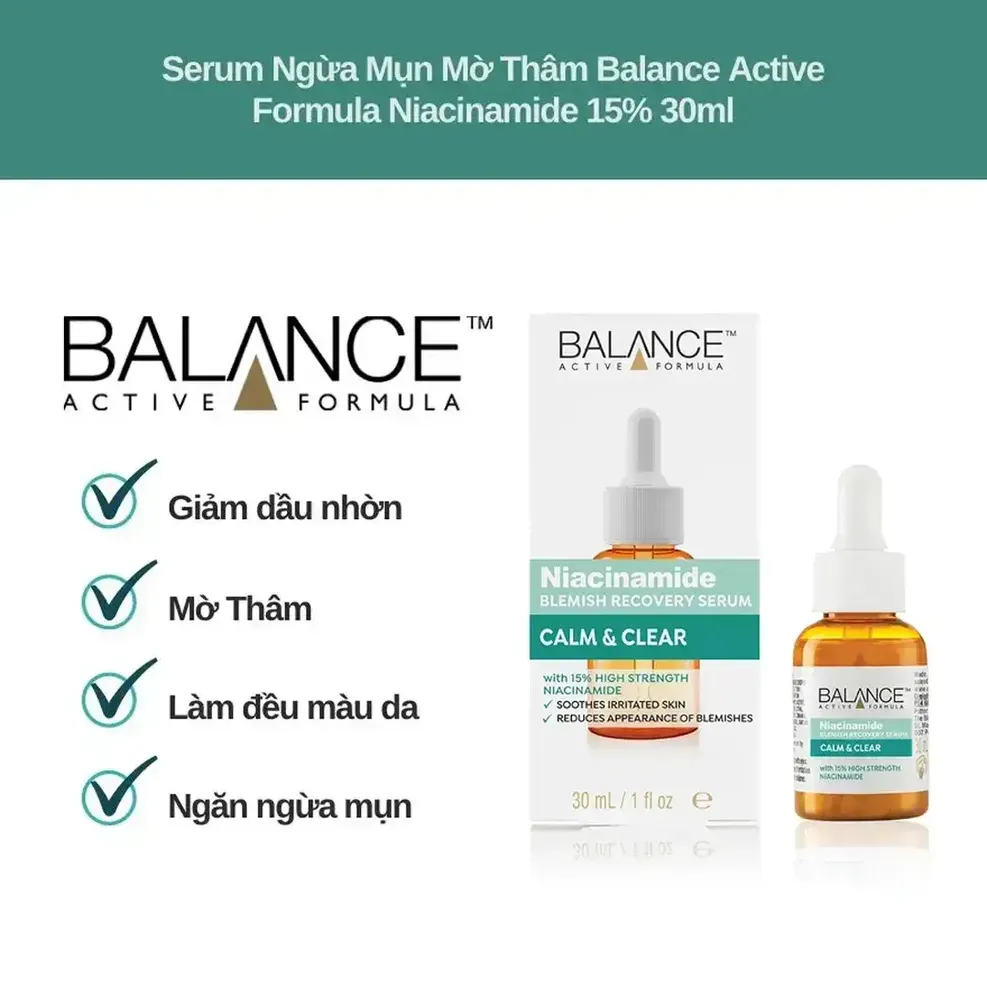 Serum Ngừa Mụn Mờ Thâm Balance Active
Formula Niacinamide 15% 30ml
BALANCE™
ACTIVE FORMULA
Giảm dầu nhờn
Mờ Thâm
Làm đều màu da
Ngăn ngừa mụn
BALANCE™
ACTIVE FORMULA
Niacinamide
BLEMISH RECOVERY SERUM
CALM & CLEAR
with 15% HIGH STRENGTH
NIACINAMIDE
✓ SOOTHES IRRITATED SKIN
✓ REDUCES APPEARANCE OF BLEMISHES
30 mL / 1 fl oz ℮
BALANCE™
ACTIVE FORMULA
Niacinamide
BLEMISH RECOVERY SERUM
CALM & CLEAR
with 15% HIGH STRENGTH
NIACINAMIDE